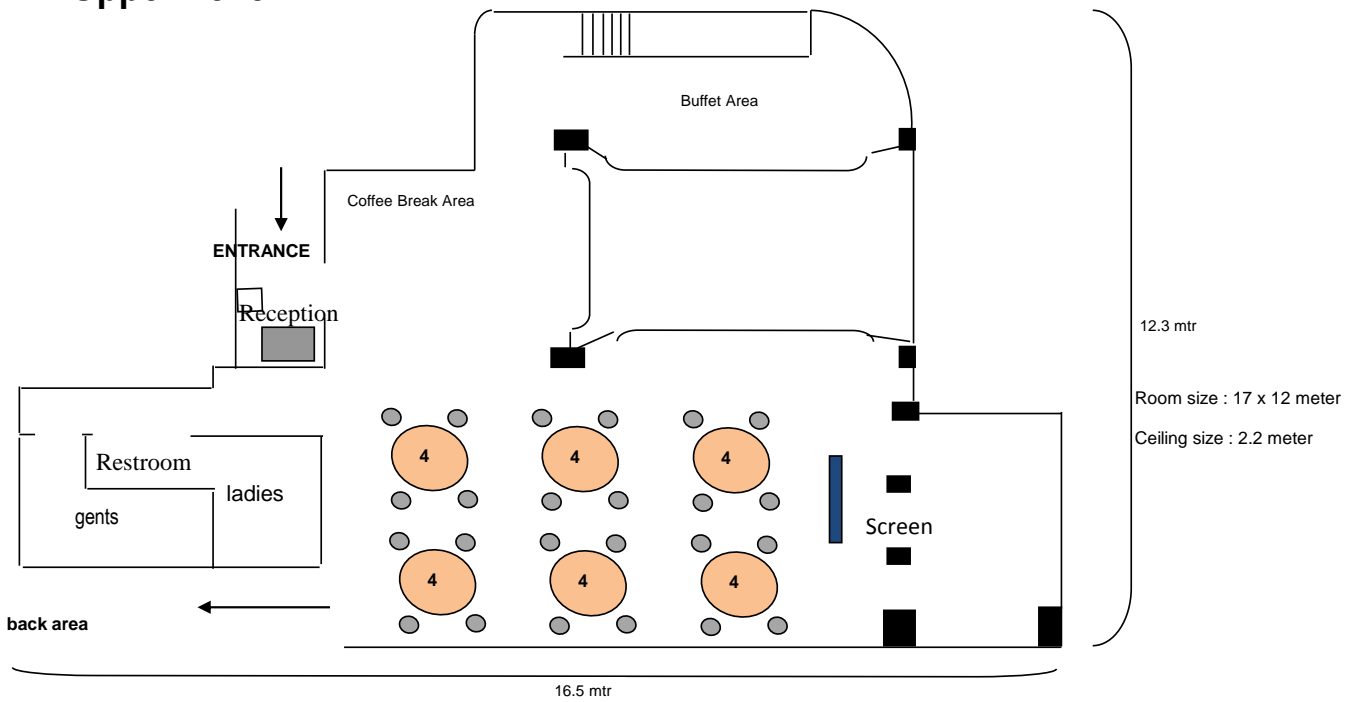 Buffet Area
Coffee Break Area
ENTRANCE
Reception
12.3 mtr
Room size : 17 x 12 meter
Ceiling size : 2.2 meter
4
4
4
Restroom
ladies
gents
Screen
4
4
4
back area
16.5 mtr